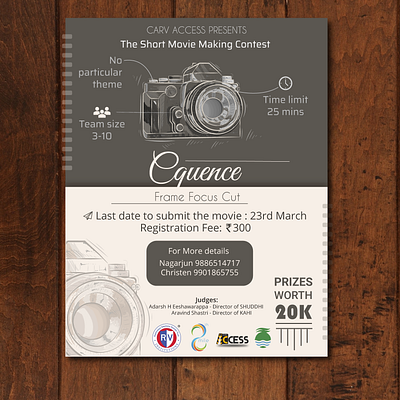 CARV ACCESS PRESENTS
The Short Movie Making Contest
No
particular
theme
Time limit
25 mins
Team size
3-10
Cquence
Frame Focus Cut
Last date to submit the movie : 23rd March
Registration Fee: ₹300
For More details
Nagarjun 9886514717
Christen 9901865755
PRIZES
WORTH
20K
Judges:
Adarsh H Eeshawarappa - Director of SHUDDHI
Aravind Shastri - Director of KAHI
RV
ACCESS